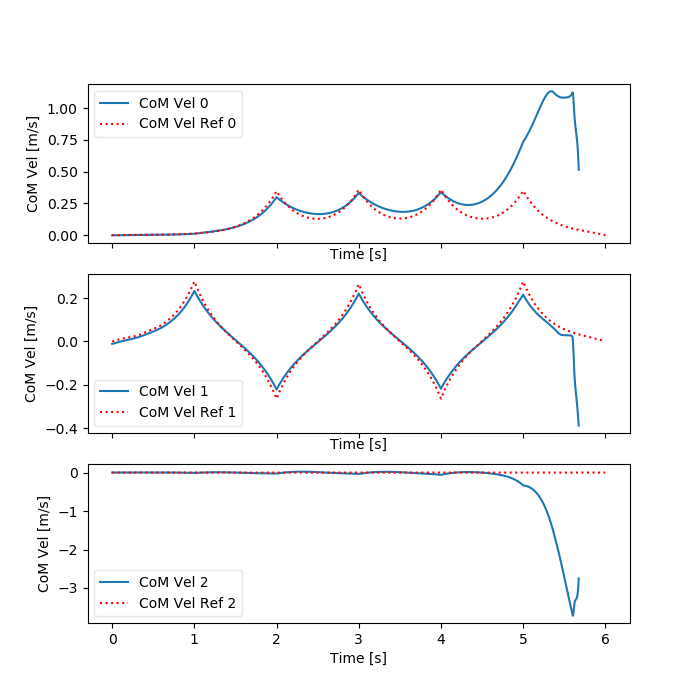 CoM Vel [m/s]
1.00
0.75
0.50
0.25
0.00
CoM Vel 0
CoM Vel Ref 0
Time [s]
CoM Vel [m/s]
0.2
0.0
−0.2
−0.4
CoM Vel 1
CoM Vel Ref 1
Time [s]
CoM Vel [m/s]
0
−1
−2
−3
CoM Vel 2
CoM Vel Ref 2
0 1 2 3 4 5 6
Time [s]